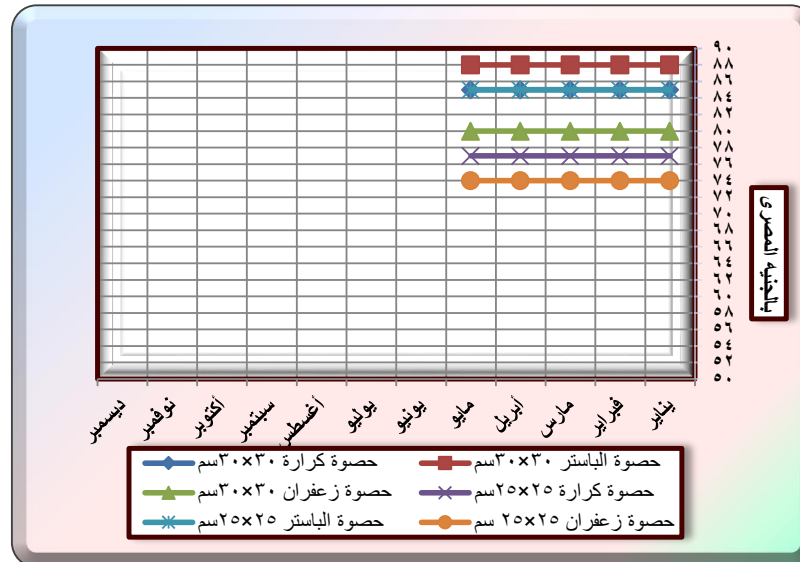 ٩٠
٨٨
٨٦
٨٤
٨٢
٨٠
٧٨
٧٦
٧٤
٧٢
٧٠
٦٨
٦٦
٦٤
٦٢
٦٠
٥٨
٥٦
٥٤
٥٢
٥٠
بالجنيه المصرى
يناير
فبراير
مارس
أبريل
مايو
يونيو
يوليو
أغسطس
سبتمبر
أكتوبر
نوفمبر
ديسمبر
حصوة الباستر ٣٠×٣٠سم حصوة كرارة ٣٠×٣٠سم
حصوة كرارة ٢٥×٢٥سم حصوة زعفران ٣٠×٣٠سم
حصوة زعفران ٢٥×٢٥ سم حصوة الباستر ٢٥×٢٥سم